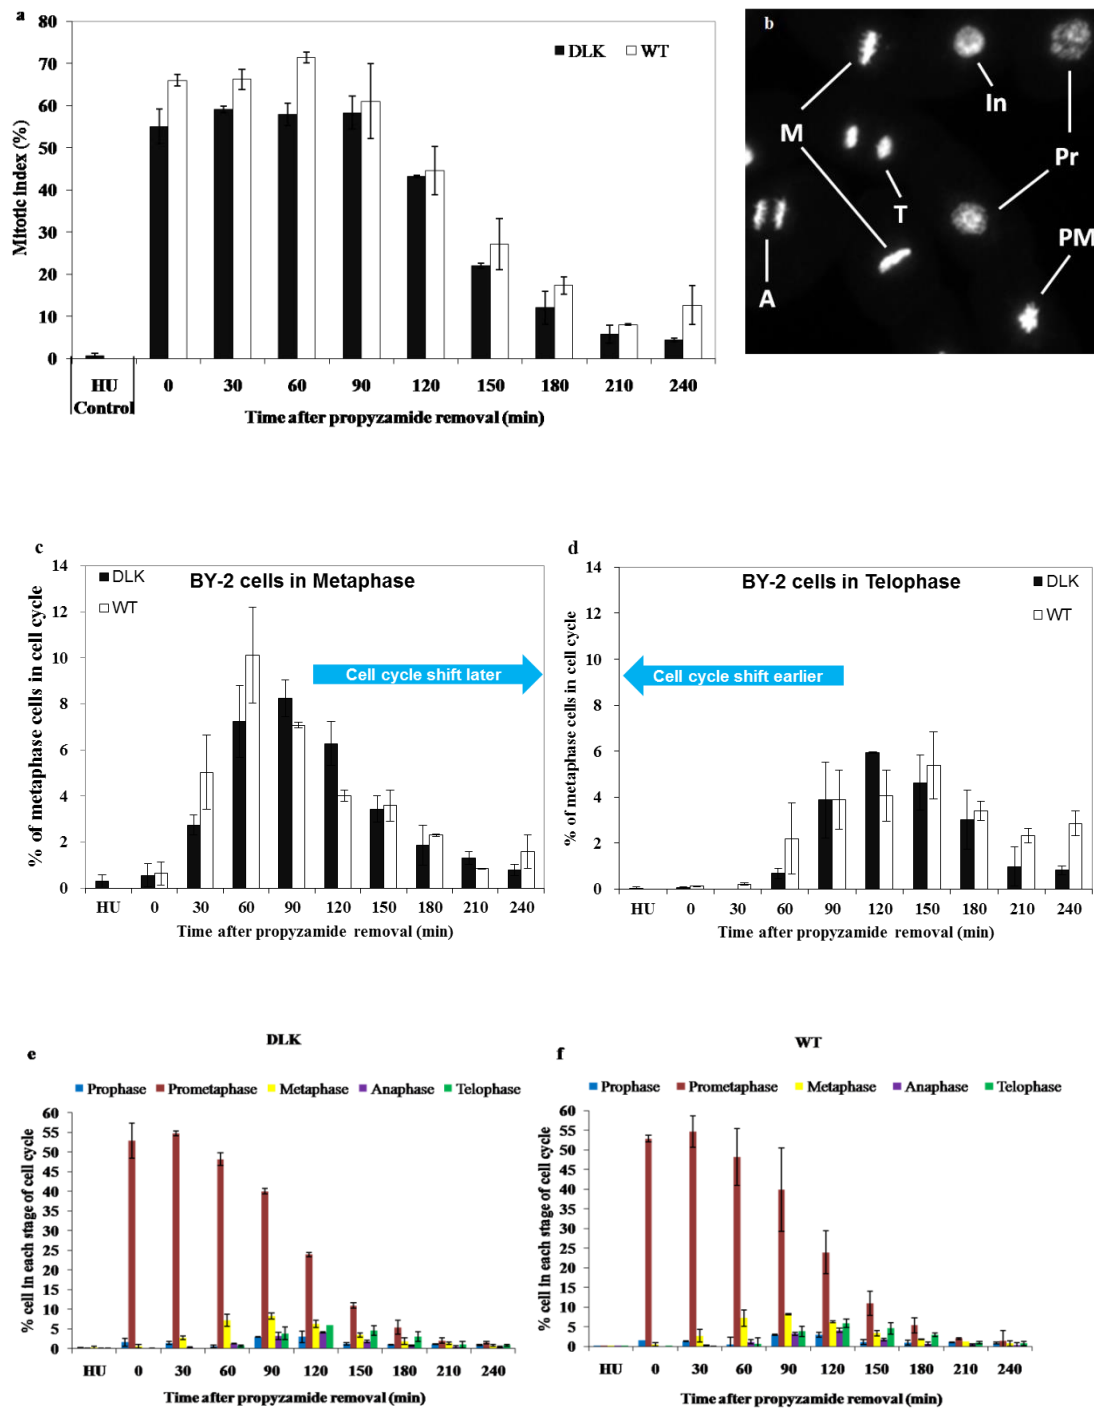 a
80
70
60
50
40
30
20
10
0
Mitotic index (%)
DLK WT
HU 0 30 60 90 120 150 180 210 240
Control
Time after propyzamide removal (min)
b
M
In
Pr
T
A
PM
c
14
12
10
8
6
4
2
0
% of metaphase cells in cell cycle
DLK
WT
BY-2 cells in Metaphase
Cell cycle shift later
HU 0 30 60 90 120 150 180 210 240
Time after propyzamide removal (min)
d
14
12
10
8
6
4
2
0
% of metaphase cells in cell cycle
BY-2 cells in Telophase
DLK
WT
Cell cycle shift earlier
HU 0 30 60 90 120 150 180 210 240
Time after propyzamide removal (min)
e
DLK
Prophase Prometaphase Metaphase Anaphase Telophase
60
55
50
45
40
35
30
25
20
15
10
5
0
% cell in each stage of cell cycle
HU 0 30 60 90 120 150 180 210 240
Time after propyzamide removal (min)
f
WT
Prophase Prometaphase Metaphase Anaphase Telophase
60
55
50
45
40
35
30
25
20
15
10
5
0
% cell in each stage of cell cycle
HU 0 30 60 90 120 150 180 210 240
Time after propyzamide removal (min)